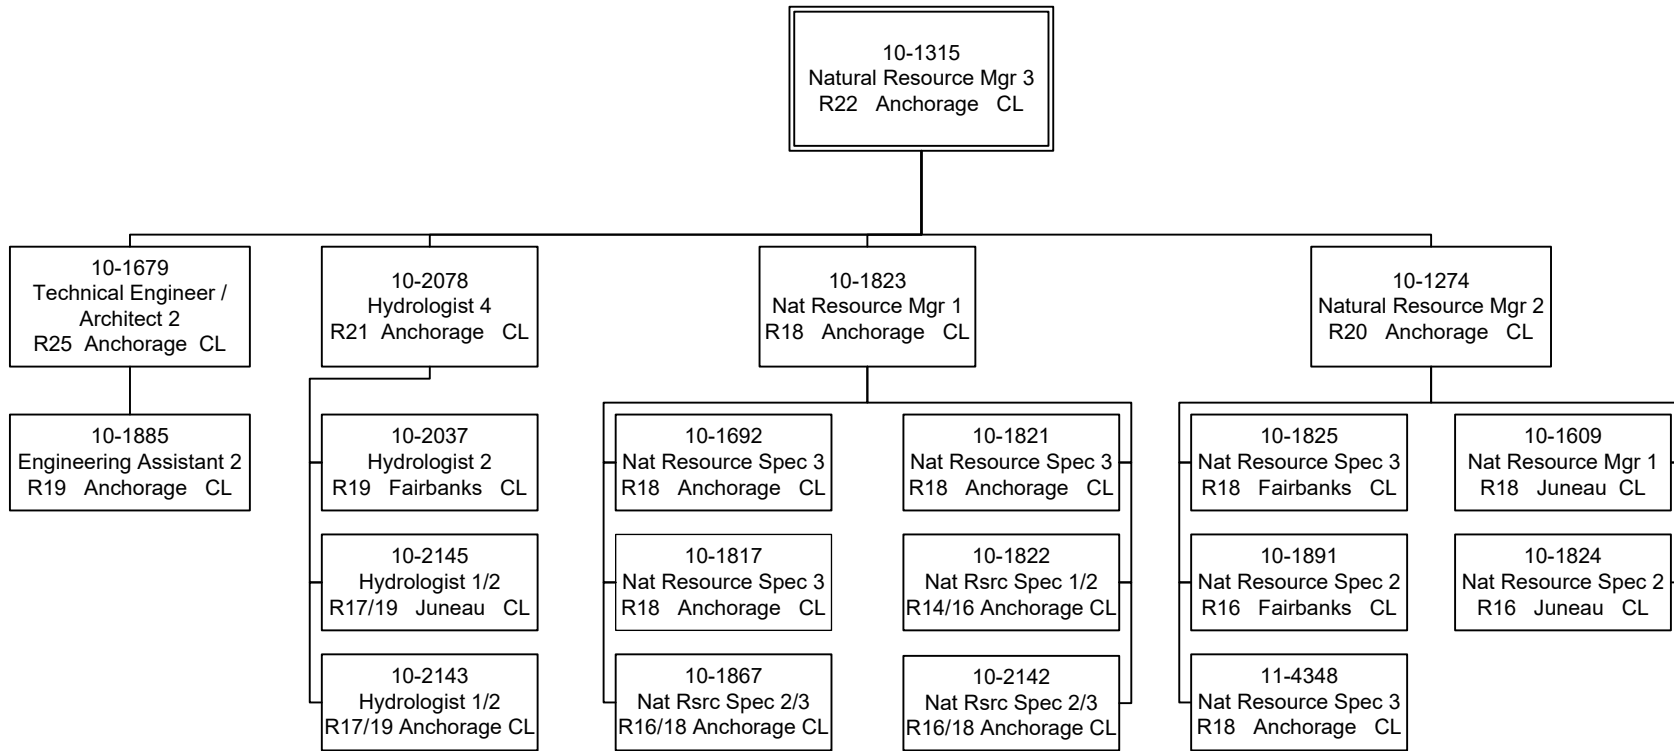 10-1315
Natural Resource Mgr 3
R22 Anchorage CL
10-1679
Technical Engineer /
Architect 2
R25 Anchorage CL
10-2078
Hydrologist 4
R21 Anchorage CL
10-1823
Nat Resource Mgr 1
R18 Anchorage CL
10-1274
Natural Resource Mgr 2
R20 Anchorage CL
10-1885
Engineering Assistant 2
R19 Anchorage CL
10-2037
Hydrologist 2
R19 Fairbanks CL
10-1692
Nat Resource Spec 3
R18 Anchorage CL
10-1821
Nat Resource Spec 3
R18 Anchorage CL
10-1825
Nat Resource Spec 3
R18 Fairbanks CL
10-1609
Nat Resource Mgr 1
R18 Juneau CL
10-2145
Hydrologist 1/2
R17/19 Juneau CL
10-1817
Nat Resource Spec 3
R18 Anchorage CL
10-1822
Nat Rsrc Spec 1/2
R14/16 Anchorage CL
10-1891
Nat Resource Spec 2
R16 Fairbanks CL
10-1824
Nat Resource Spec 2
R16 Juneau CL
10-2143
Hydrologist 1/2
R17/19 Anchorage CL
10-1867
Nat Rsrc Spec 2/3
R16/18 Anchorage CL
10-2142
Nat Rsrc Spec 2/3
R16/18 Anchorage CL
11-4348
Nat Resource Spec 3
R18 Anchorage CL